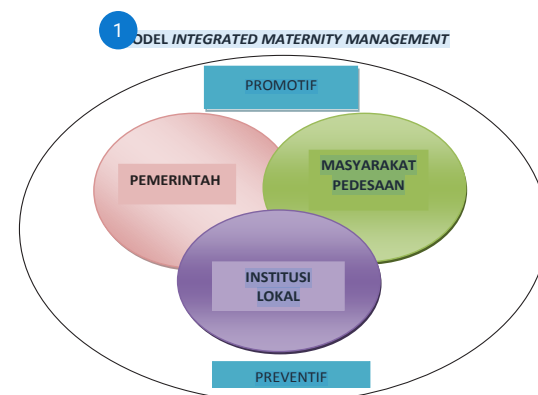 1
ODEL INTEGRATED MATERNITY MANAGEMENT
PROMOTIF
PEMERINTAH
MASYARAKAT
PEDESAAN
INSTITUSI
LOKAL
PREVENTIF